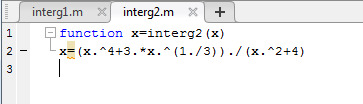 interg1.m × interg2.m × +
1 function x=interg2(x)
2 x=(x.^4+3.*x.^(1./3))./(x.^2+4)
3